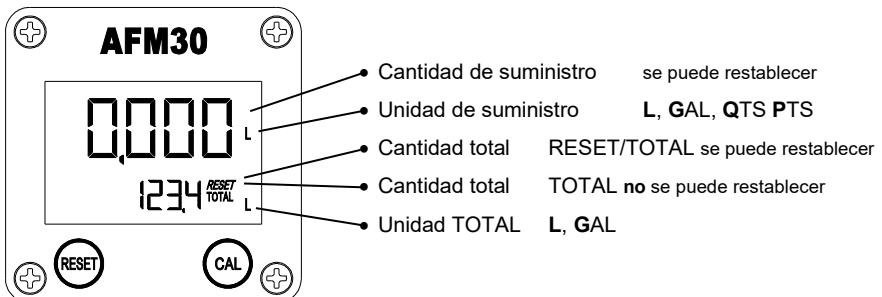 AFM30
0,000 L
123,4 RESET TOTAL L
RESET
CAL
Cantidad de suministro se puede restablecer
Unidad de suministro L, GAL, QTS PTS
Cantidad total RESET/TOTAL se puede restablecer
Cantidad total TOTAL no se puede restablecer
Unidad TOTAL L, GAL